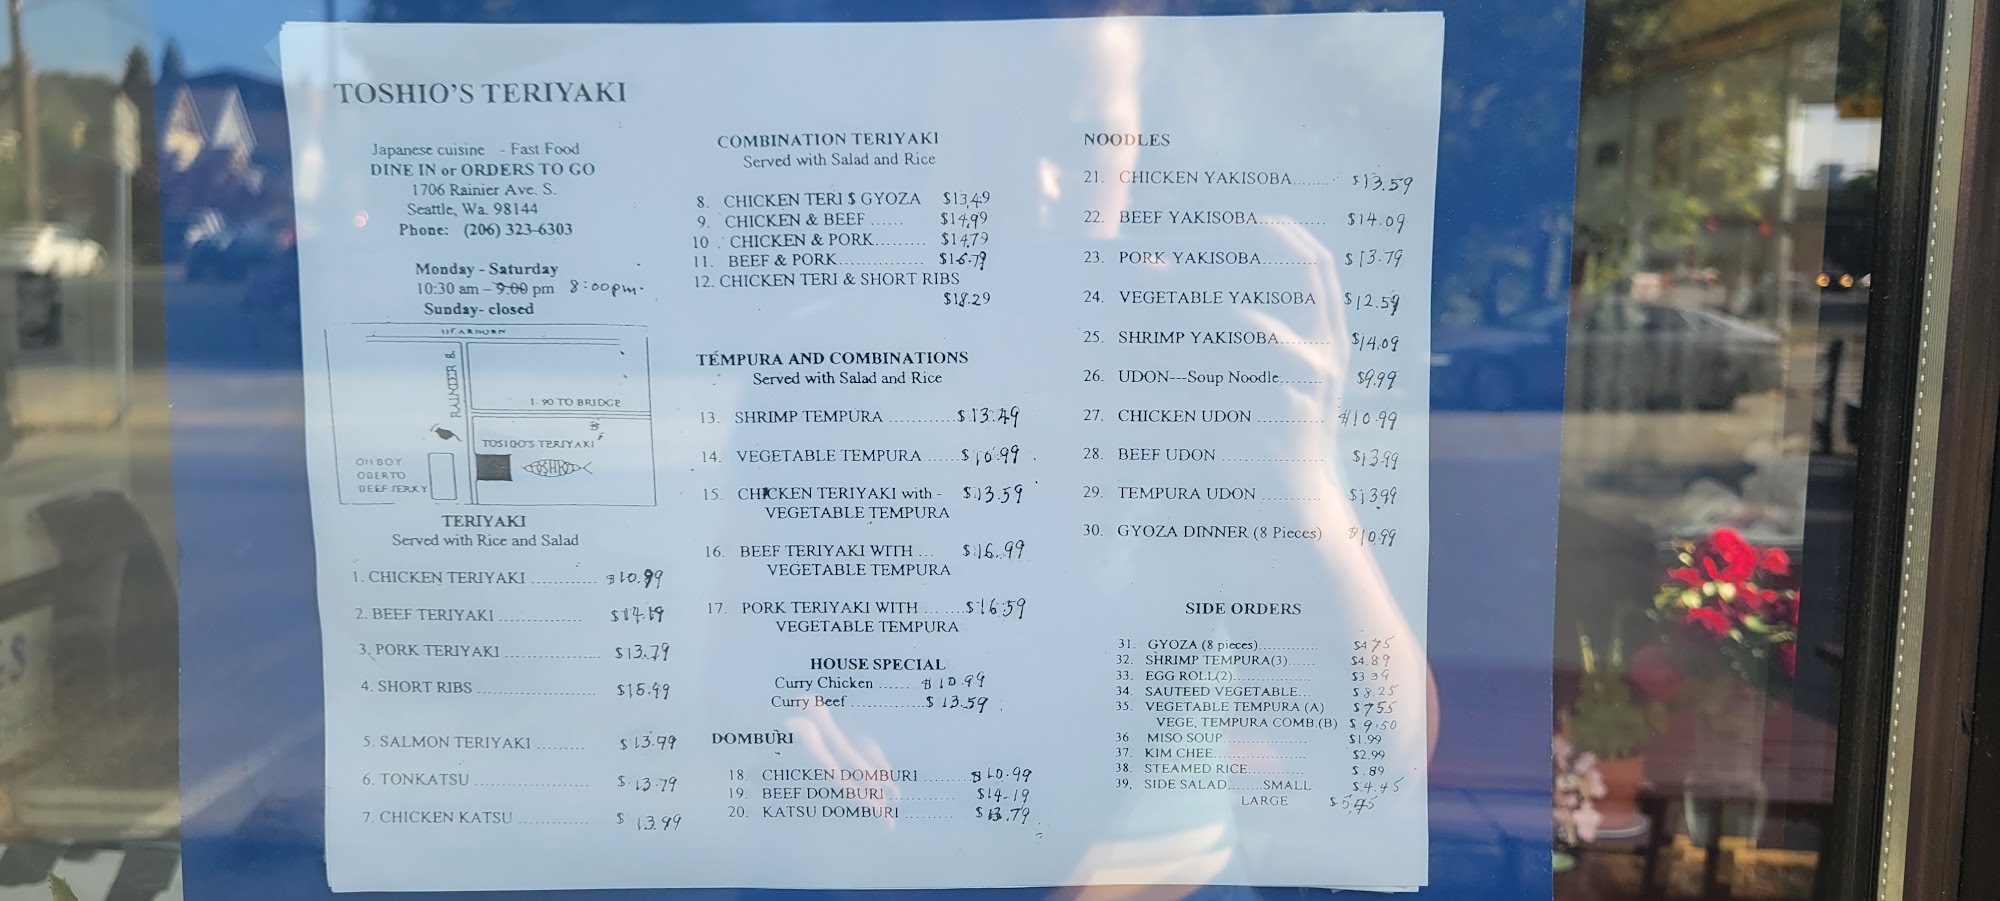 TOSHIO'S TERIYAKI
Japanese cuisine - Fast Food
DINE IN or ORDERS TO GO
1706 Rainier Ave. S.
Seattle, Wa. 98144
Phone: (206) 323-6303
Monday - Saturday
10:30 am - 9:00 pm 8:00pm.
Sunday- closed
DEARBORN
RAINIER
I-90 TO BRIDGE
TOSIOO'S TERIYAKI
TOSHIO
OH BOY
OBERTO
BEEF JERKY
TERIYAKI
Served with Rice and Salad
1. CHICKEN TERIYAKI ............ $10.99
2. BEEF TERIYAKI ............... $14.19
3. PORK TERIYAKI ................. $13.79
4. SHORT RIBS ...................... $15.99
5. SALMON TERIYAKI ......... $13.99
6. TONKATSU ........................ $13.79
7. CHICKEN KATSU ................. $13.99
COMBINATION TERIYAKI
Served with Salad and Rice
8. CHICKEN TERI $ GYOZA $13.49
9. CHICKEN & BEEF ...... $14.99
10 . CHICKEN & PORK......... $14.79
11. BEEF & PORK............... $16.79
12. CHICKEN TERI & SHORT RIBS
$18.29
TEMPURA AND COMBINATIONS
Served with Salad and Rice
13. SHRIMP TEMPURA ............$13.49
14. VEGETABLE TEMPURA ......$10.99
15. CHICKEN TERIYAKI with - $13.59
VEGETABLE TEMPURA
16. BEEF TERIYAKI WITH ... $16.99
VEGETABLE TEMPURA
17. PORK TERIYAKI WITH ... ....$16.59
VEGETABLE TEMPURA
HOUSE SPECIAL
Curry Chicken ....... $10.99
Curry Beef .............$13.59
DOMBURI
18. CHICKEN DOMBURI ......... $10.99
19. BEEF DOMBURI ............ $14.19
20. KATSU DOMBURI ......... $13.79
NOODLES
21. CHICKEN YAKISOBA........ $13.59
22. BEEF YAKISOBA............ $14.09
23. PORK YAKISOBA.......... $13.79
24. VEGETABLE YAKISOBA $12.59
25. SHRIMP YAKISOBA......... $14.09
26. UDON---Soup Noodle........ $9.99
27. CHICKEN UDON ............ $10.99
28. BEEF UDON .................. $13.99
29. TEMPURA UDON ........... $13.99
30. GYOZA DINNER (8 Pieces) $10.99
SIDE ORDERS
31. GYOZA (8 pieces)............. $4.75
32. SHRIMP TEMPURA(3)...... $4.89
33. EGG ROLL(2).................. $3.39
34. SAUTEED VEGETABLE... $8.25
35. VEGETABLE TEMPURA (A) $7.55
VEGE, TEMPURA COMB.(B) $9.50
36 MISO SOUP.................... $1.99
37. KIM CHEE...................... $2.99
38. STEAMED RICE............. $.89
39, SIDE SALAD........SMALL $4.45
LARGE $5.45